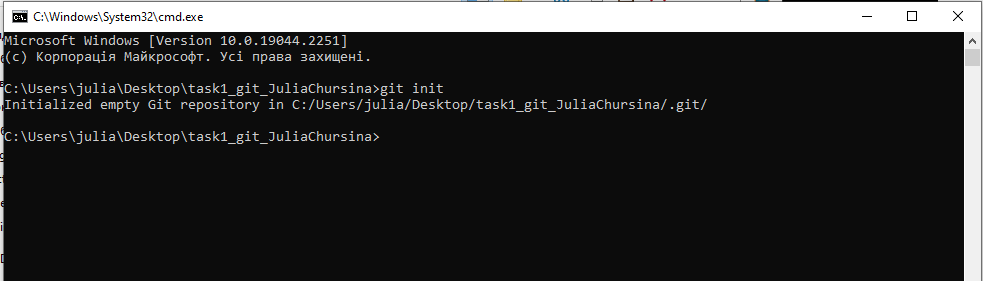 C:\Windows\System32\cmd.exe
Microsoft Windows [Version 10.0.19044.2251]
(c) Корпорація Майкрософт. Усі права захищені.
C:\Users\julia\Desktop\task1_git_JuliaChursina>git init
Initialized empty Git repository in C:/Users/julia/Desktop/task1_git_JuliaChursina/.git/
C:\Users\julia\Desktop\task1_git_JuliaChursina>